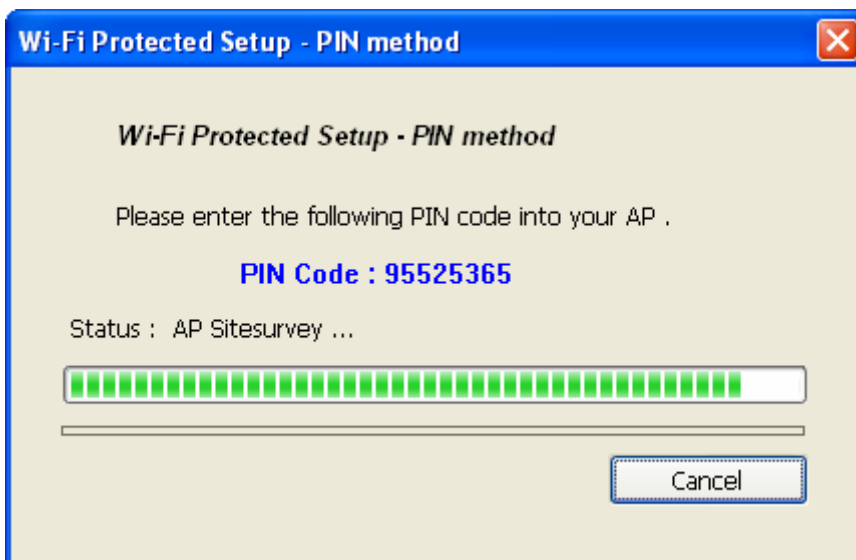 Wi-Fi Protected Setup - PIN method
Wi-Fi Protected Setup - PIN method
Please enter the following PIN code into your AP .
PIN Code : 95525365
Status :  AP Sitesurvey ...
Cancel